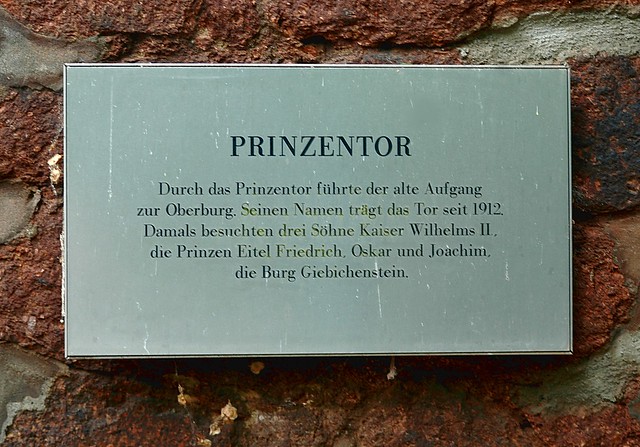 PRINZENTOR
Durch das Prinzentor führte der alte Aufgang
zur Oberburg. Seinen Namen trägt das Tor seit 1912.
Damals besuchten drei Söhne Kaiser Wilhelms II.,
die Prinzen Eitel Friedrich, Oskar und Joachim,
die Burg Giebichenstein.